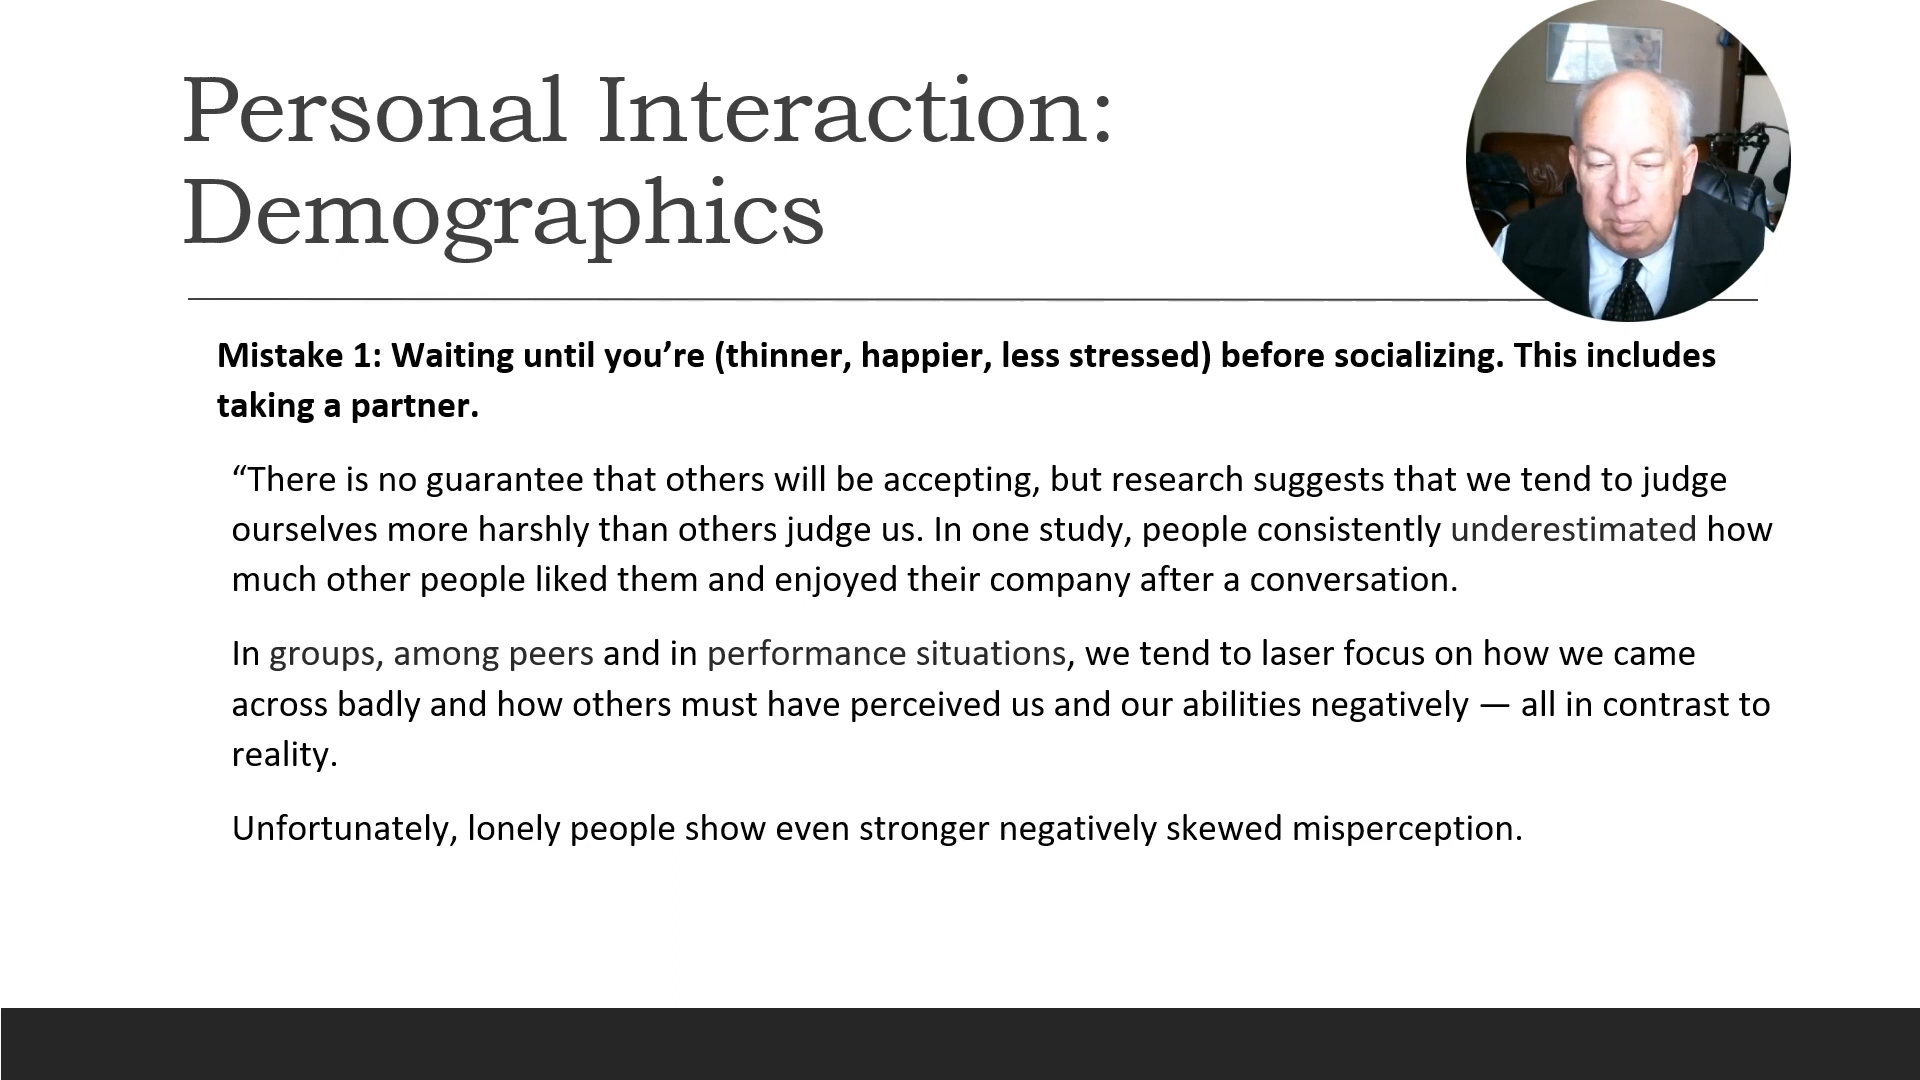 Personal Interaction:
Demographics
Mistake 1: Waiting until you’re (thinner, happier, less stressed) before socializing. This includes
taking a partner.
“There is no guarantee that others will be accepting, but research suggests that we tend to judge
ourselves more harshly than others judge us. In one study, people consistently underestimated how
much other people liked them and enjoyed their company after a conversation.
In groups, among peers and in performance situations, we tend to laser focus on how we came
across badly and how others must have perceived us and our abilities negatively — all in contrast to
reality.
Unfortunately, lonely people show even stronger negatively skewed misperception.